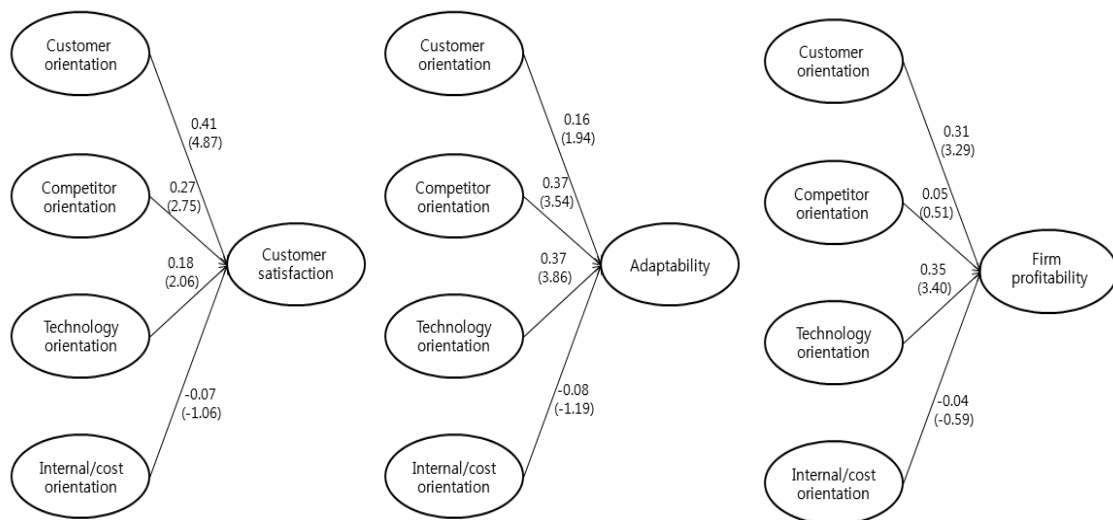 Customer
orientation
0.41
(4.87)
Competitor
orientation
0.27
(2.75)
Customer
satisfaction
0.18
(2.06)
Technology
orientation
-0.07
(-1.06)
Internal/cost
orientation
Customer
orientation
0.16
(1.94)
Competitor
orientation
0.37
(3.54)
Adaptability
0.37
(3.86)
Technology
orientation
-0.08
(-1.19)
Internal/cost
orientation
Customer
orientation
0.31
(3.29)
Competitor
orientation
0.05
(0.51)
Firm
profitability
0.35
(3.40)
Technology
orientation
-0.04
(-0.59)
Internal/cost
orientation